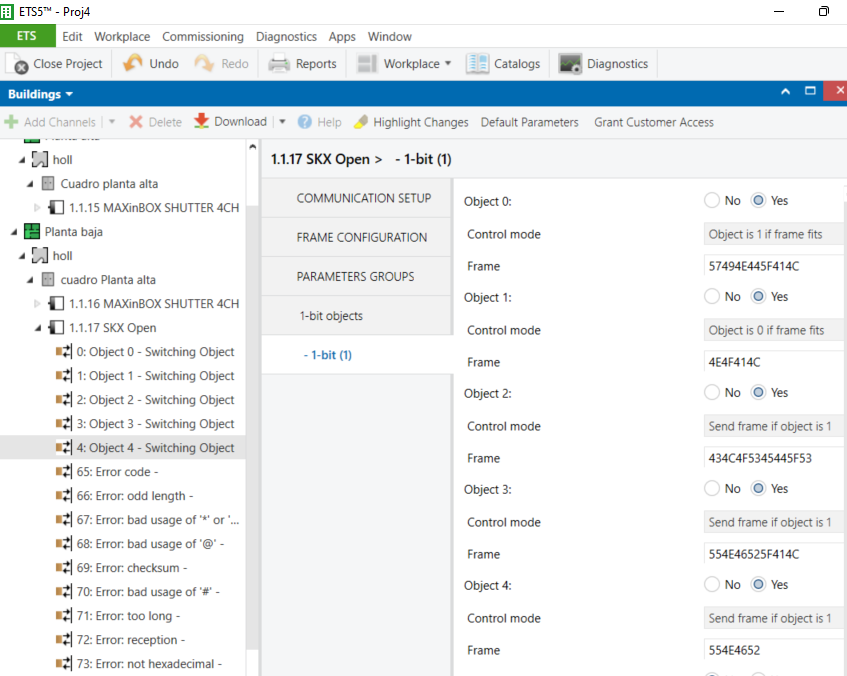 ETS5™ - Proj4
ETS Edit Workplace Commissioning Diagnostics Apps Window
Close Project Undo Redo Reports Workplace Catalogs Diagnostics
Buildings
Add Channels Delete Download Help Highlight Changes Default Parameters Grant Customer Access
holl
Cuadro planta alta
1.1.15 MAXinBOX SHUTTER 4CH
Planta baja
holl
cuadro Planta alta
1.1.16 MAXinBOX SHUTTER 4CH
1.1.17 SKX Open
0: Object 0 - Switching Object
1: Object 1 - Switching Object
2: Object 2 - Switching Object
3: Object 3 - Switching Object
4: Object 4 - Switching Object
65: Error code -
66: Error: odd length -
67: Error: bad usage of '*' or '...
68: Error: bad usage of '@' -
69: Error: checksum -
70: Error: bad usage of '#' -
71: Error: too long -
72: Error: reception -
73: Error: not hexadecimal -
1.1.17 SKX Open > - 1-bit (1)
COMMUNICATION SETUP
FRAME CONFIGURATION
PARAMETERS GROUPS
1-bit objects
- 1-bit (1)
Object 0: No Yes
Control mode Object is 1 if frame fits
Frame 57494E445F414C
Object 1: No Yes
Control mode Object is 0 if frame fits
Frame 4E4F414C
Object 2: No Yes
Control mode Send frame if object is 1
Frame 434C4F5345445F53
Object 3: No Yes
Control mode Send frame if object is 1
Frame 554E46525F414C
Object 4: No Yes
Control mode Send frame if object is 1
Frame 554E4652